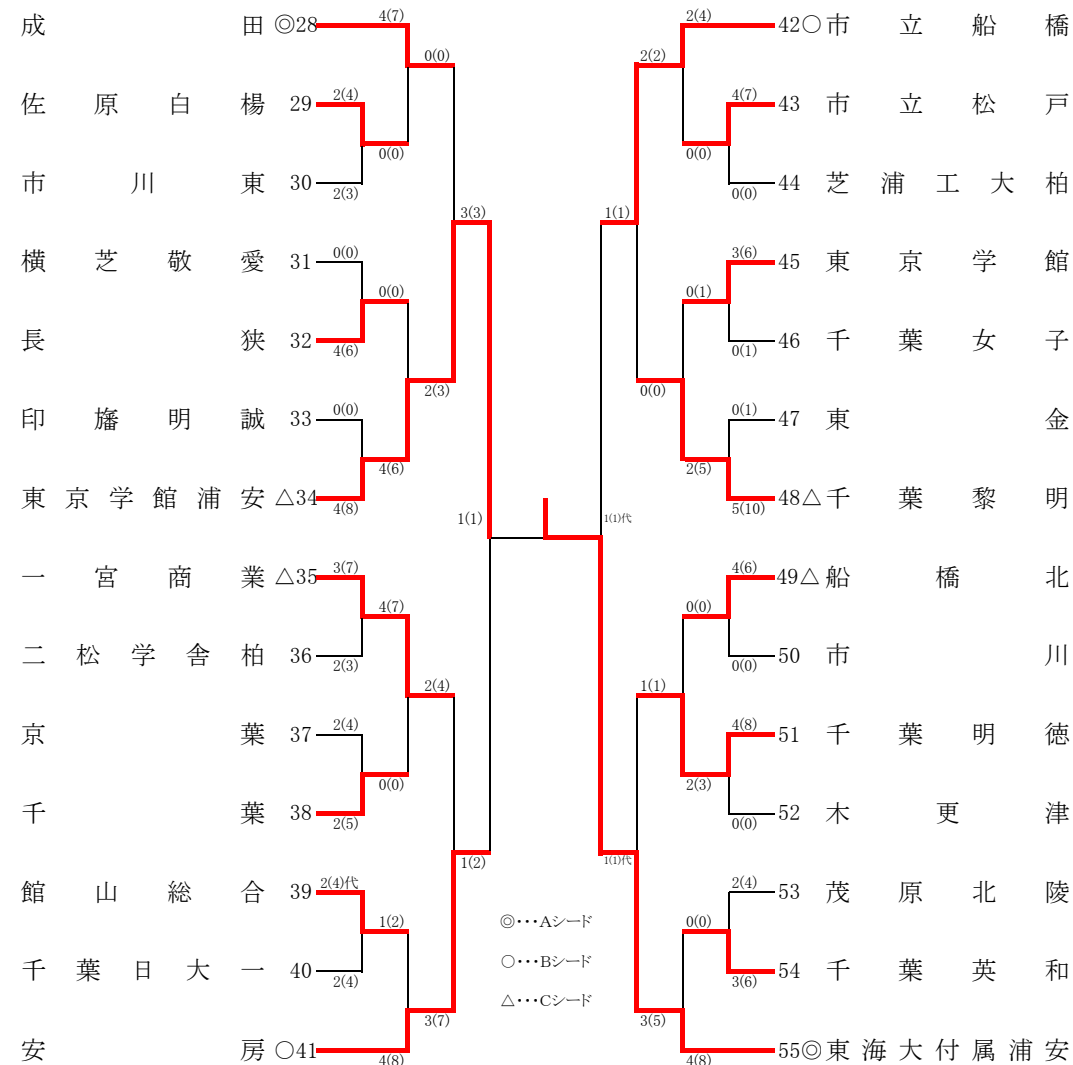 成田 ◎28 4(7) 2(4) 42○市立船橋
0(0) 2(2)
佐原白楊 29 2(4) 4(7) 43 市立松戸
0(0) 0(0)
市川東 30 2(3) 0(0) 44 芝浦工大柏
3(3) 1(1)
横芝敬愛 31 0(0) 3(6) 45 東京学館
0(0) 0(1)
長狭 32 4(6) 0(1) 46 千葉女子
2(3) 0(0)
印旛明誠 33 0(0) 0(1) 47 東金
4(6) 2(5)
東京学館浦安 △34 4(8) 5(10) 48△千葉黎明
1(1) 1(1)代
一宮商業 △35 3(7) 4(6) 49△船橋北
4(7) 0(0)
二松学舎柏 36 2(3) 0(0) 50 市川
2(4) 1(1)
京葉 37 2(4) 4(8) 51 千葉明徳
0(0) 2(3)
千葉 38 2(5) 0(0) 52 木更津
1(2) 1(1)代
館山総合 39 2(4)代 2(4) 53 茂原北陵
1(2) ◎･･･Aシード 0(0)
千葉日大一 40 2(4) ○･･･Bシード 3(6) 54 千葉英和
△･･･Cシード
3(7) 3(5)
安房 ○41 4(8) 4(8) 55◎東海大付属浦安